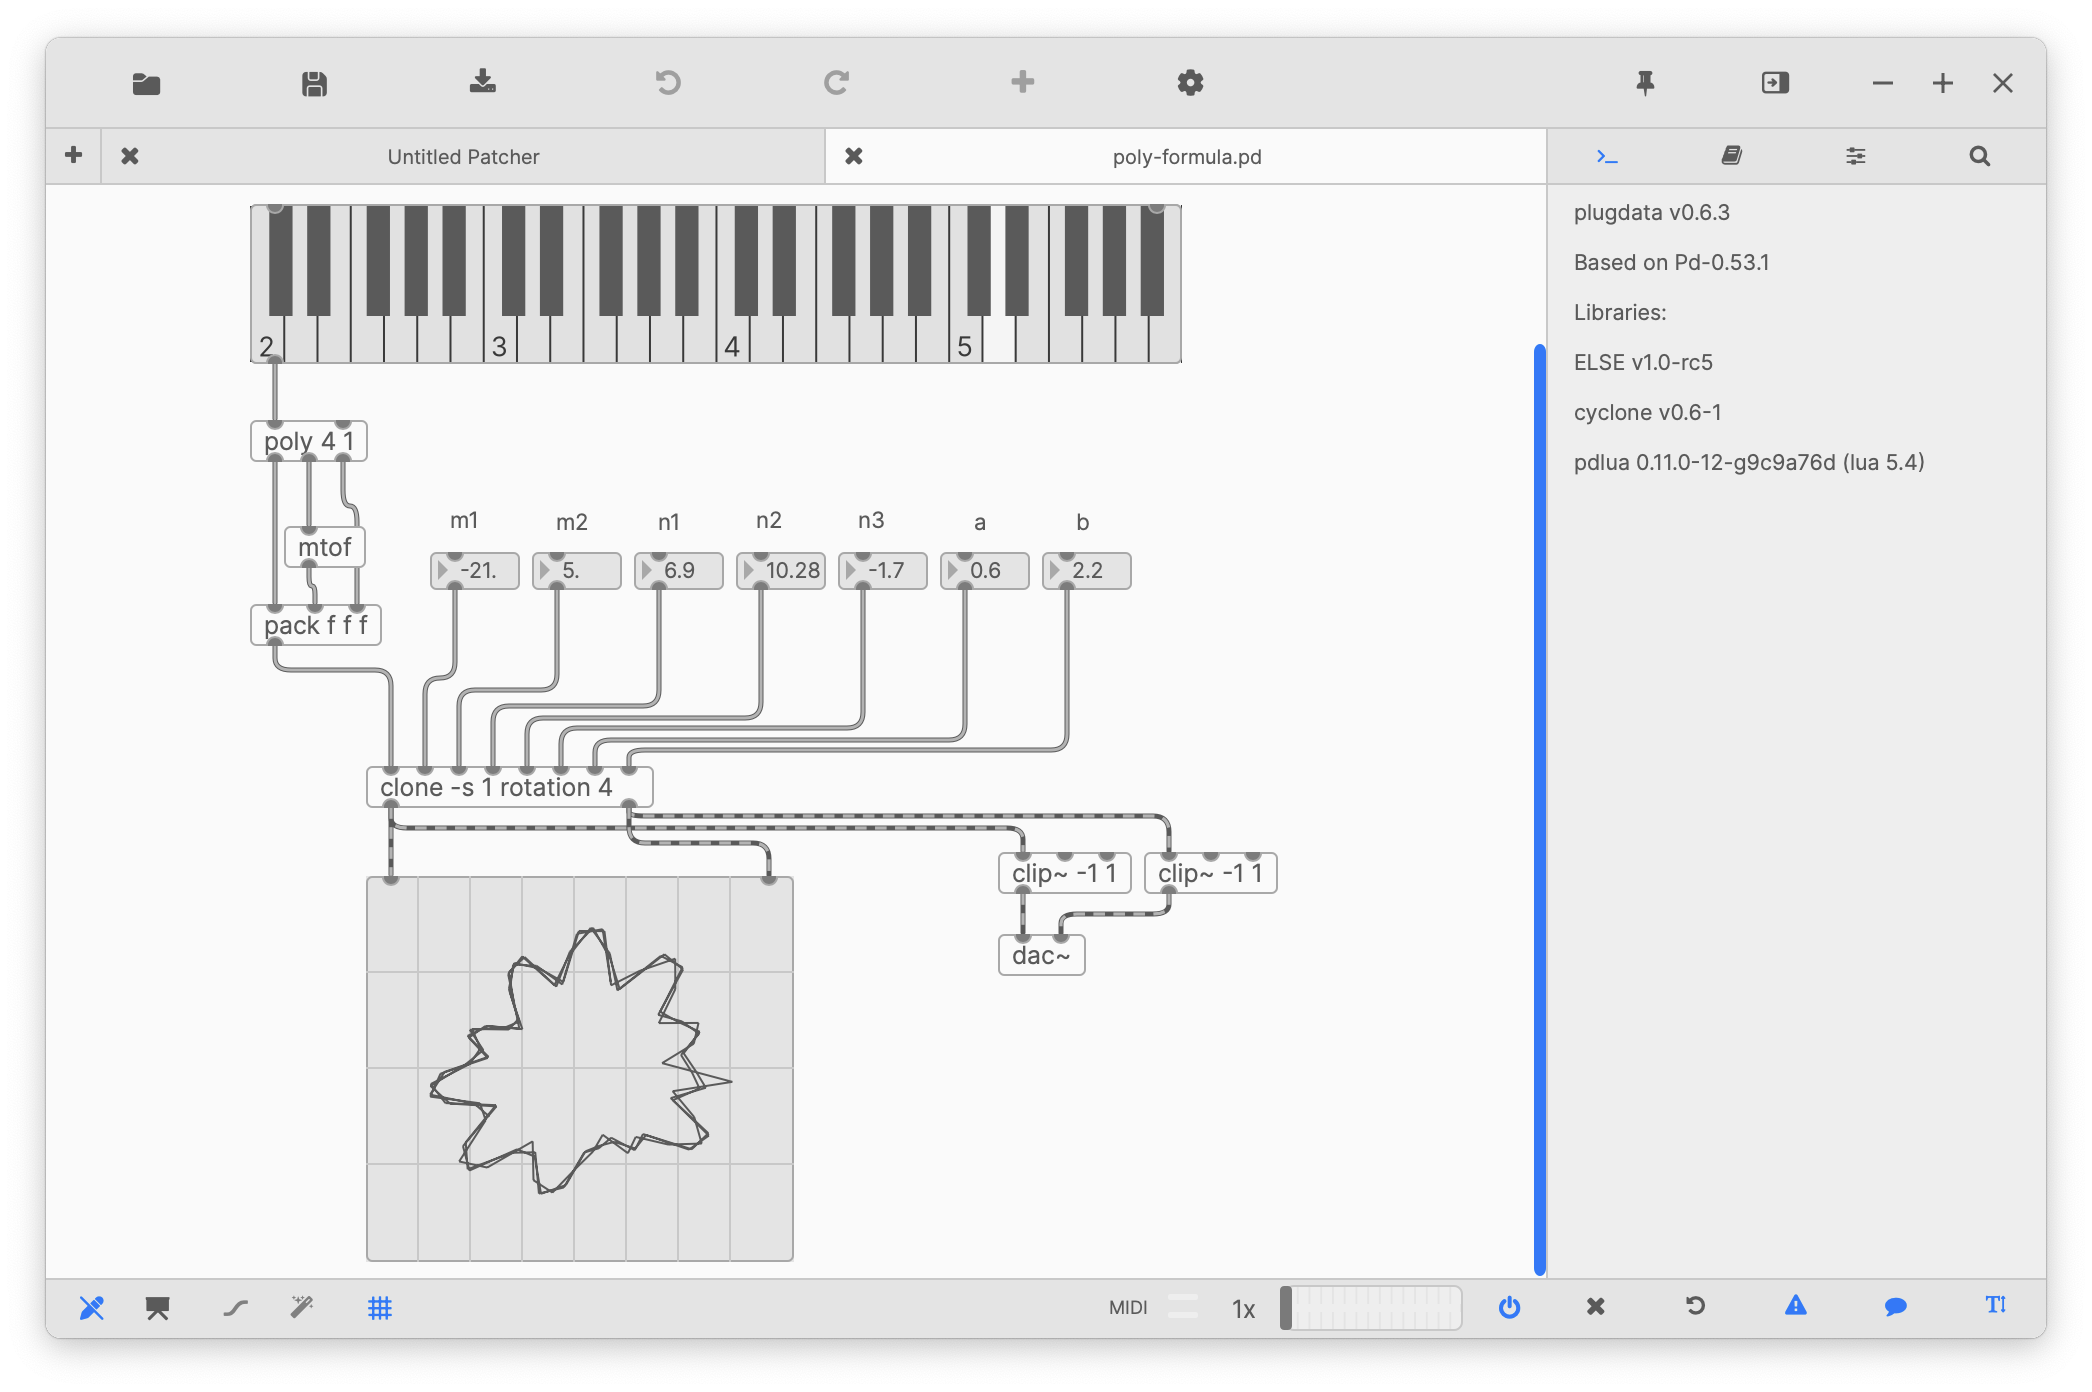 Untitled Patcher
poly-formula.pd
2
3
4
5
poly 4 1
mtof
pack f f f
m1
m2
n1
n2
n3
a
b
-21.
5.
6.9
10.28
-1.7
0.6
2.2
clone -s 1 rotation 4
clip~ -1 1
clip~ -1 1
dac~
plugdata v0.6.3
Based on Pd-0.53.1
Libraries:
ELSE v1.0-rc5
cyclone v0.6-1
pdlua 0.11.0-12-g9c9a76d (lua 5.4)
MIDI
1x